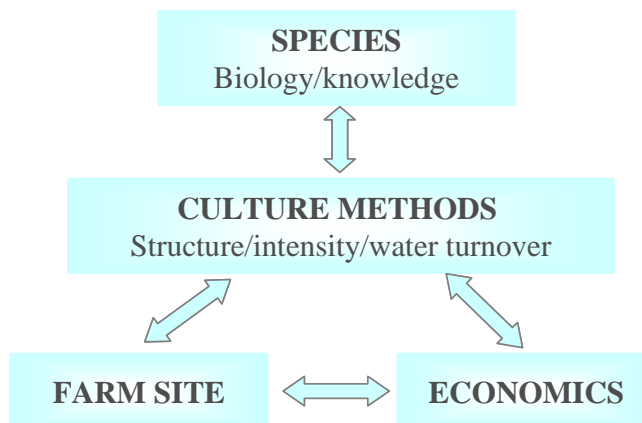 SPECIES
Biology/knowledge
CULTURE METHODS
Structure/intensity/water turnover
FARM SITE
ECONOMICS